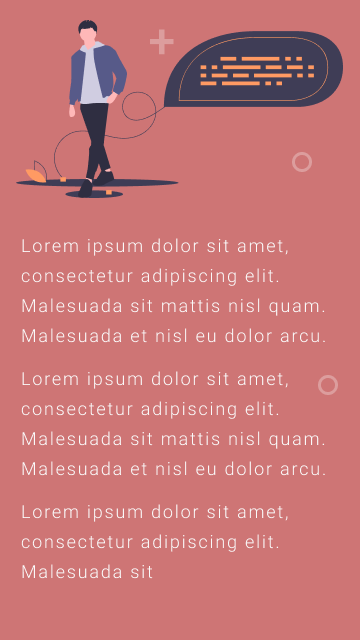 Lorem ipsum dolor sit amet,
consectetur adipiscing elit.
Malesuada sit mattis nisl quam.
Malesuada et nisl eu dolor arcu.
Lorem ipsum dolor sit amet,
consectetur adipiscing elit.
Malesuada sit mattis nisl quam.
Malesuada et nisl eu dolor arcu.
Lorem ipsum dolor sit amet,
consectetur adipiscing elit.
Malesuada sit